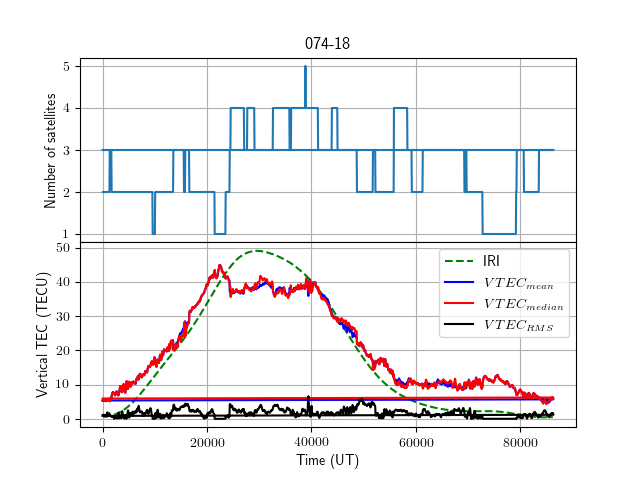 074-18
5
4
3
2
1
Number of satellites
50
40
30
20
10
0
Vertical TEC (TECU)
IRI
VTEC_mean
VTEC_median
VTEC_RMS
0 20000 40000 60000 80000
Time (UT)